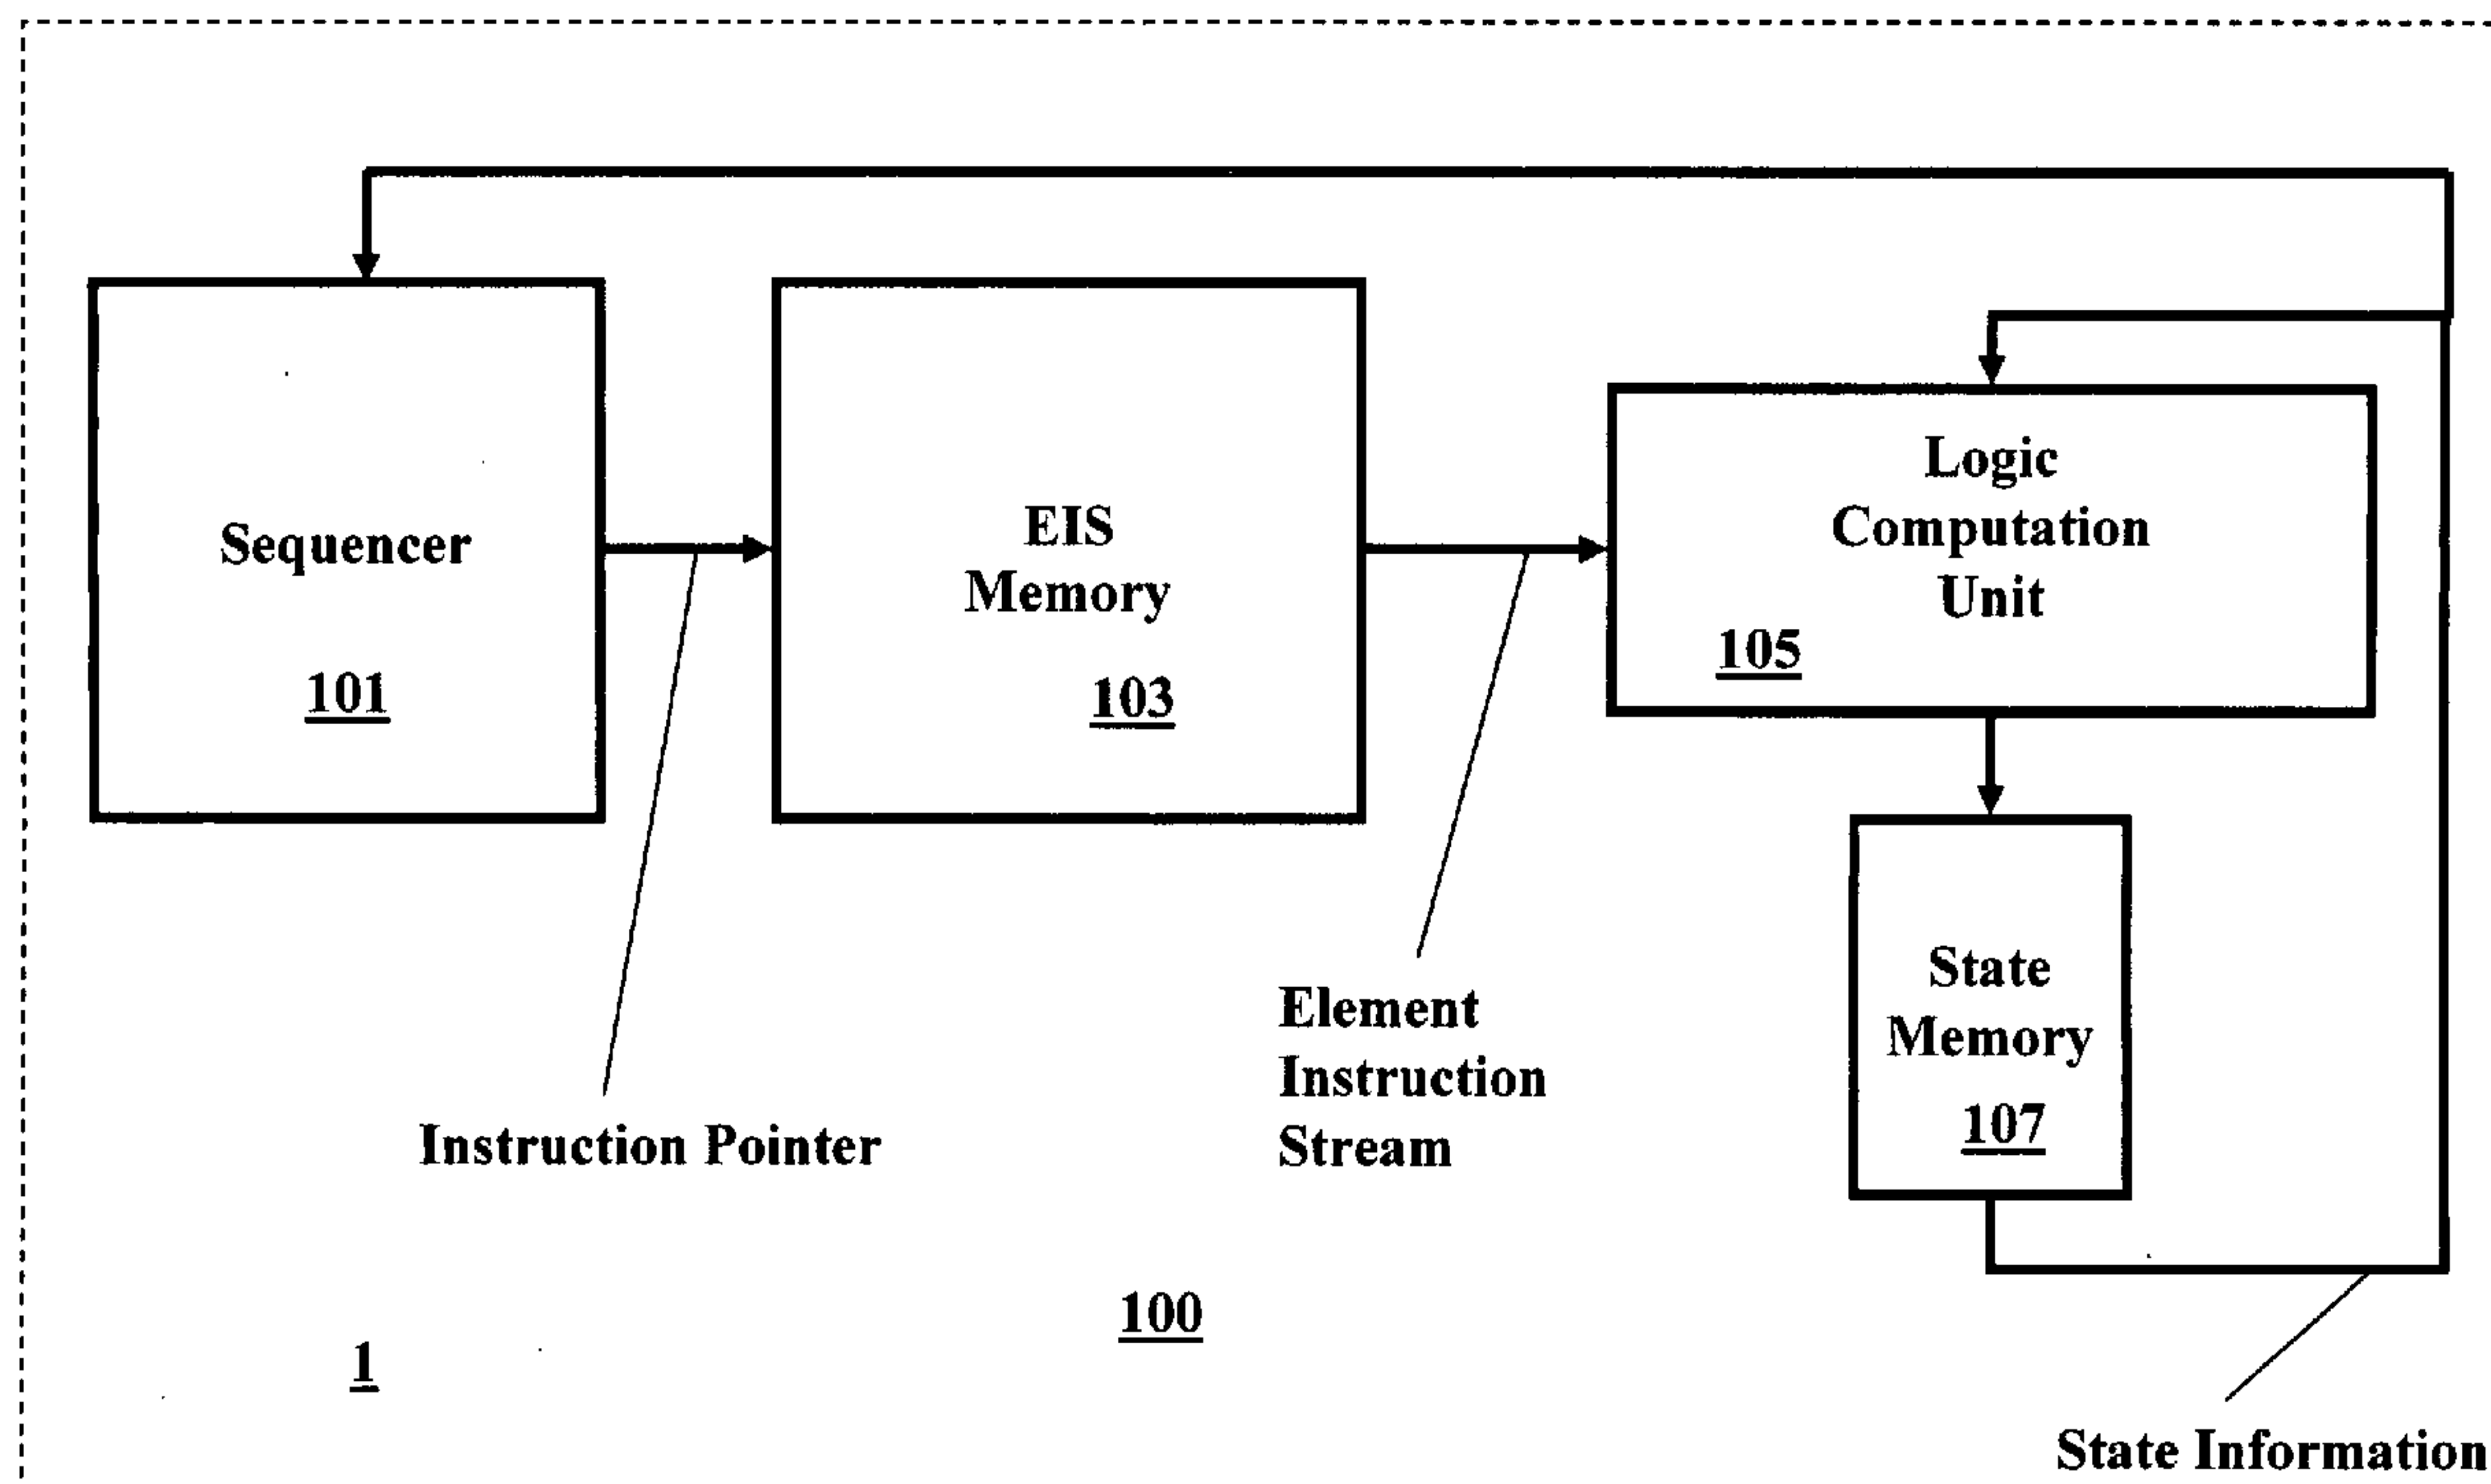 Sequencer
101
EIS
Memory
103
Logic
Computation
Unit
105
State
Memory
107
Instruction Pointer
Element
Instruction
Stream
100
1
State Information